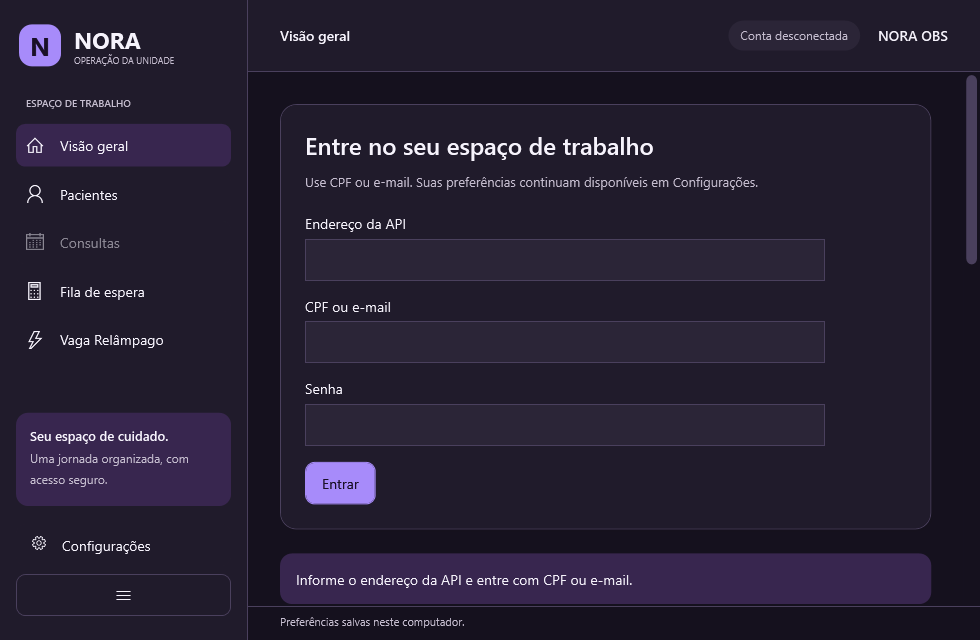 N
NORA
OPERAÇÃO DA UNIDADE
ESPAÇO DE TRABALHO
Visão geral
Pacientes
Consultas
Fila de espera
Vaga Relâmpago
Seu espaço de cuidado.
Uma jornada organizada, com
acesso seguro.
Configurações
Visão geral
Conta desconectada
NORA OBS
Entre no seu espaço de trabalho
Use CPF ou e-mail. Suas preferências continuam disponíveis em Configurações.
Endereço da API
CPF ou e-mail
Senha
Entrar
Informe o endereço da API e entre com CPF ou e-mail.
Preferências salvas neste computador.